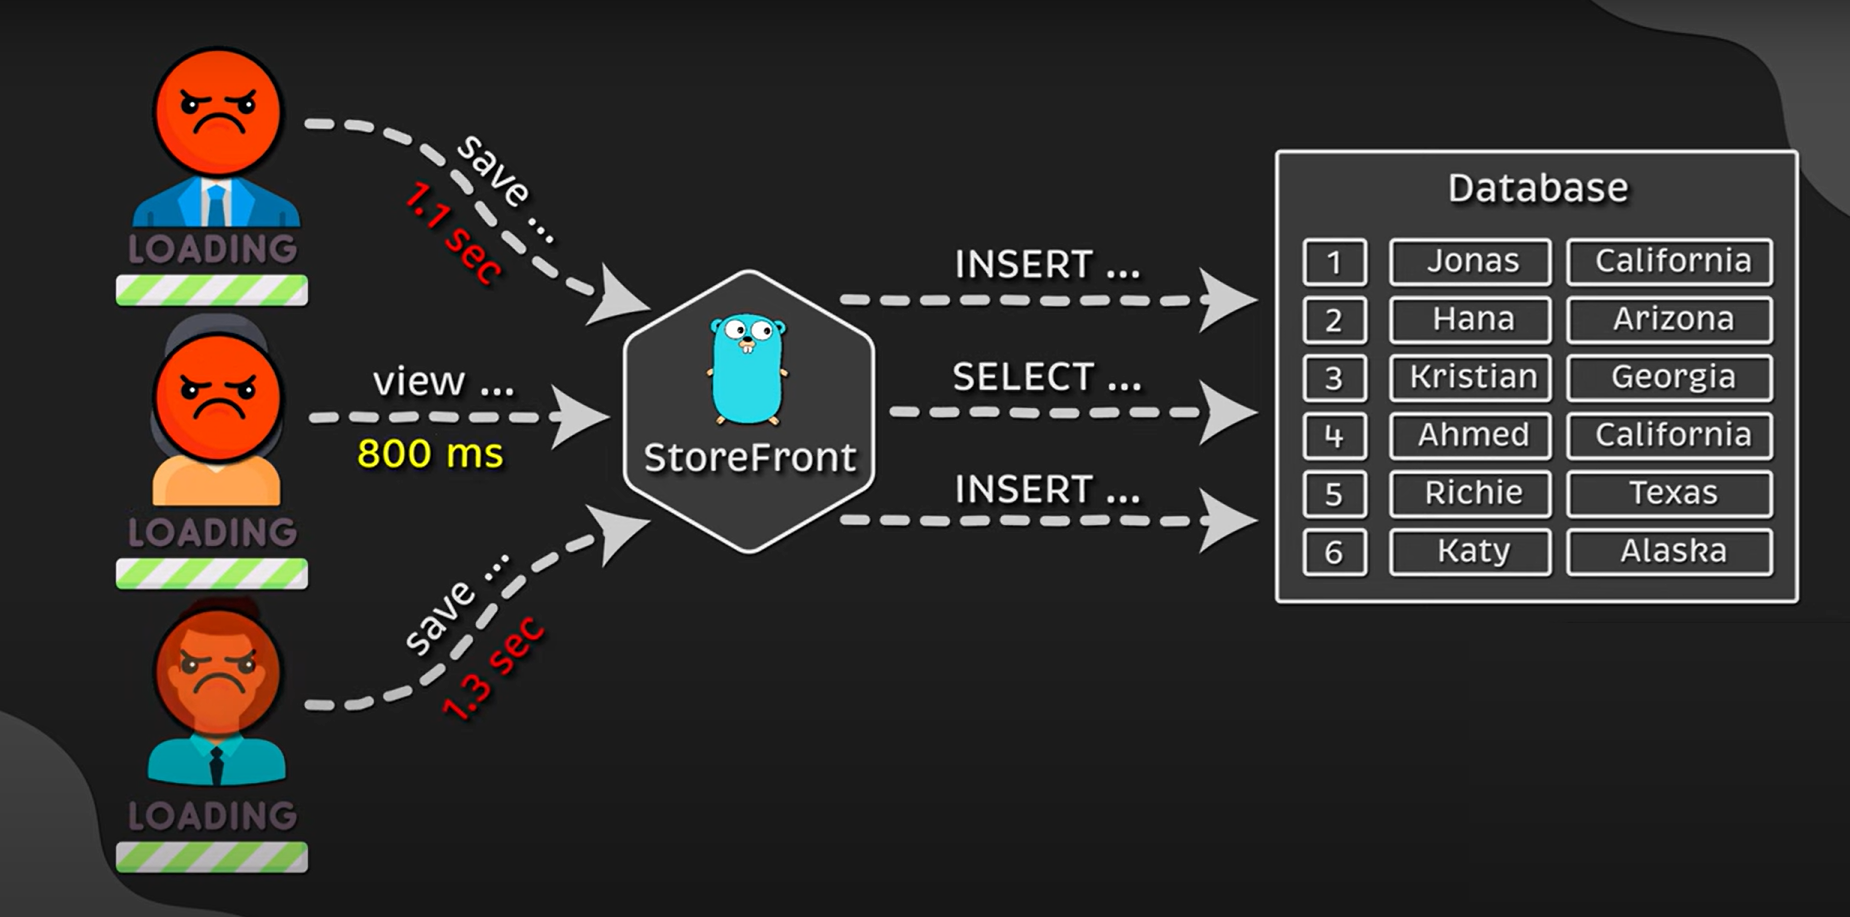 LOADING
save ...
1.1 sec
LOADING
view ...
800 ms
LOADING
save ...
1.3 sec
StoreFront
INSERT ...
SELECT ...
INSERT ...
Database
1 Jonas California
2 Hana Arizona
3 Kristian Georgia
4 Ahmed California
5 Richie Texas
6 Katy Alaska